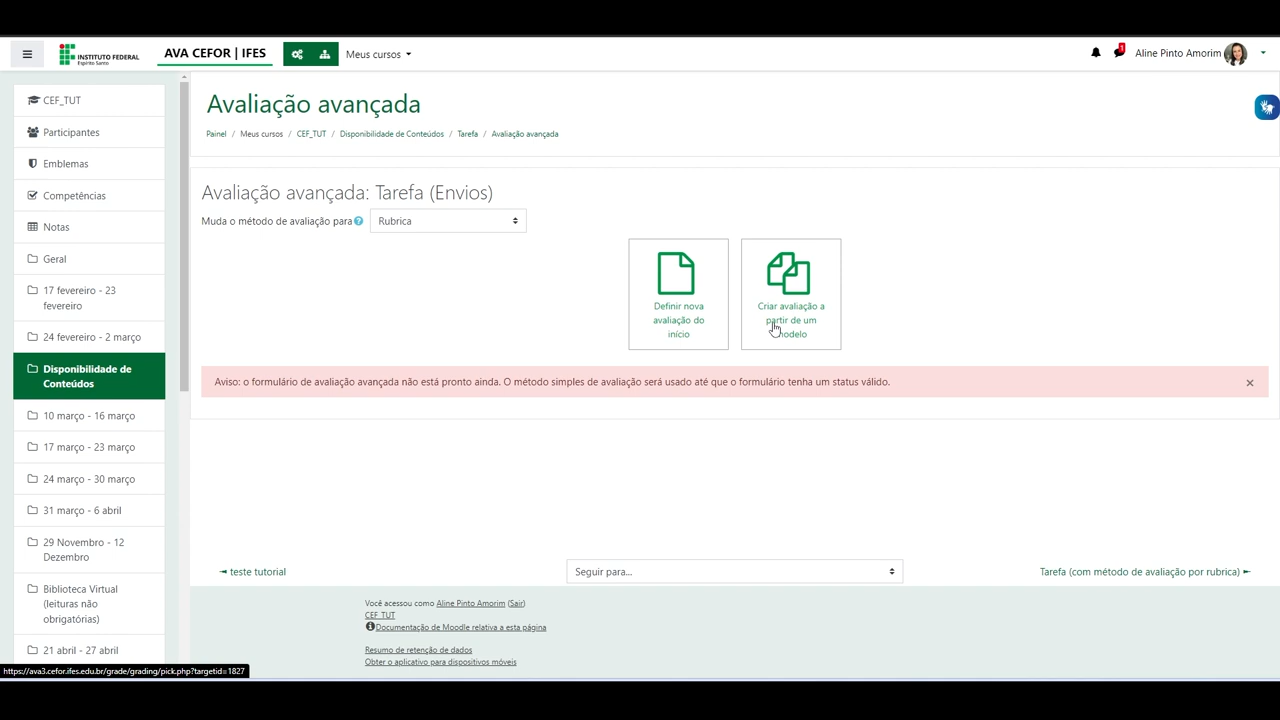 INSTITUTO FEDERAL
Espírito Santo
AVA CEFOR | IFES
Meus cursos
1
Aline Pinto Amorim
CEF_TUT
Participantes
Emblemas
Competências
Notas
Geral
17 fevereiro - 23
fevereiro
24 fevereiro - 2 março
Disponibilidade de
Conteúdos
10 março - 16 março
17 março - 23 março
24 março - 30 março
31 março - 6 abril
29 Novembro - 12
Dezembro
Biblioteca Virtual
(leituras não
obrigatórias)
21 abril - 27 abril
Avaliação avançada
Painel / Meus cursos / CEF_TUT / Disponibilidade de Conteúdos / Tarefa / Avaliação avançada
Avaliação avançada: Tarefa (Envios)
Muda o método de avaliação para ? Rubrica
Definir nova
avaliação do
início
Criar avaliação a
partir de um
modelo
Aviso: o formulário de avaliação avançada não está pronto ainda. O método simples de avaliação será usado até que o formulário tenha um status válido. ×
◄ teste tutorial
Seguir para...
Tarefa (com método de avaliação por rubrica) ►
Você acessou como Aline Pinto Amorim (Sair)
CEF_TUT
Documentação de Moodle relativa a esta página
Resumo de retenção de dados
Obter o aplicativo para dispositivos móveis
https://ava3.cefor.ifes.edu.br/grade/grading/pick.php?targetid=1827